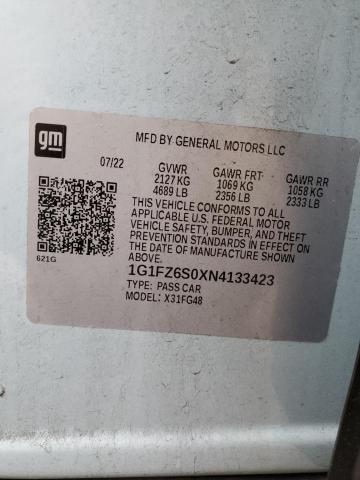 gm
MFD BY GENERAL MOTORS LLC
07/22 GVWR GAWR FRT GAWR RR
2127 KG 1069 KG 1058 KG
4689 LB 2356 LB 2333 LB
THIS VEHICLE CONFORMS TO ALL
APPLICABLE U.S. FEDERAL MOTOR
VEHICLE SAFETY, BUMPER, AND THEFT
PREVENTION STANDARDS IN EFFECT ON
THE DATE OF MANUFACTURE SHOWN
ABOVE.
621G
1G1FZ6S0XN4133423
TYPE: PASS CAR
MODEL: X31FG48